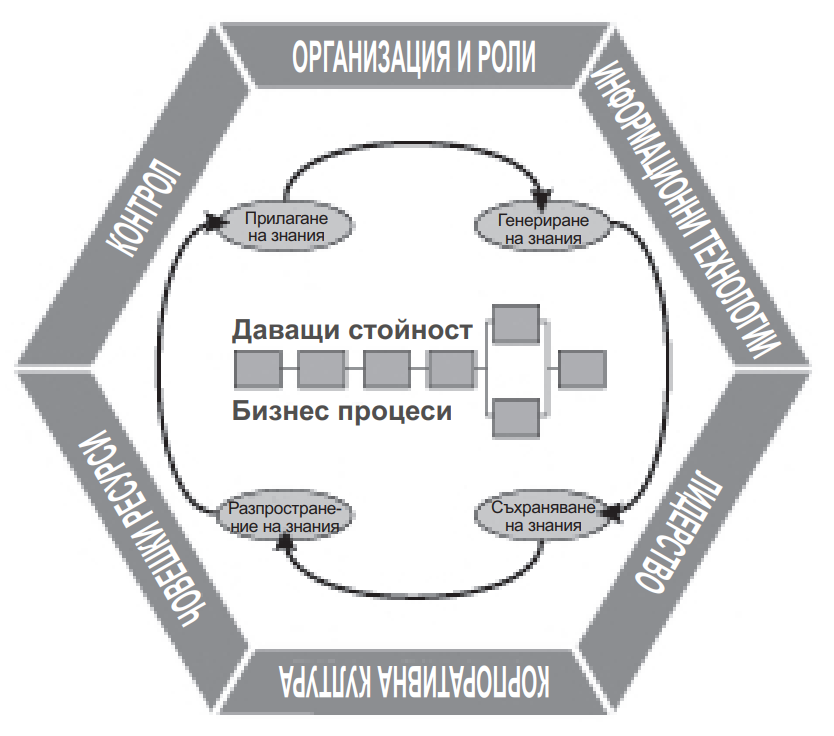 ОРГАНИЗАЦИЯ И РОЛИ
ИНФОРМАЦИОННИ ТЕХНОЛОГИИ
КОНТРОЛ
Прилагане
на знания
Генериране
на знания
Даващи стойност
Бизнес процеси
Разпростране-
ение на знания
Съхраняване
на знания
ЧОВЕШКИ РЕСУРСИ
ЛИДЕРСТВО
КОРПОРАТИВНА КУЛТУРА